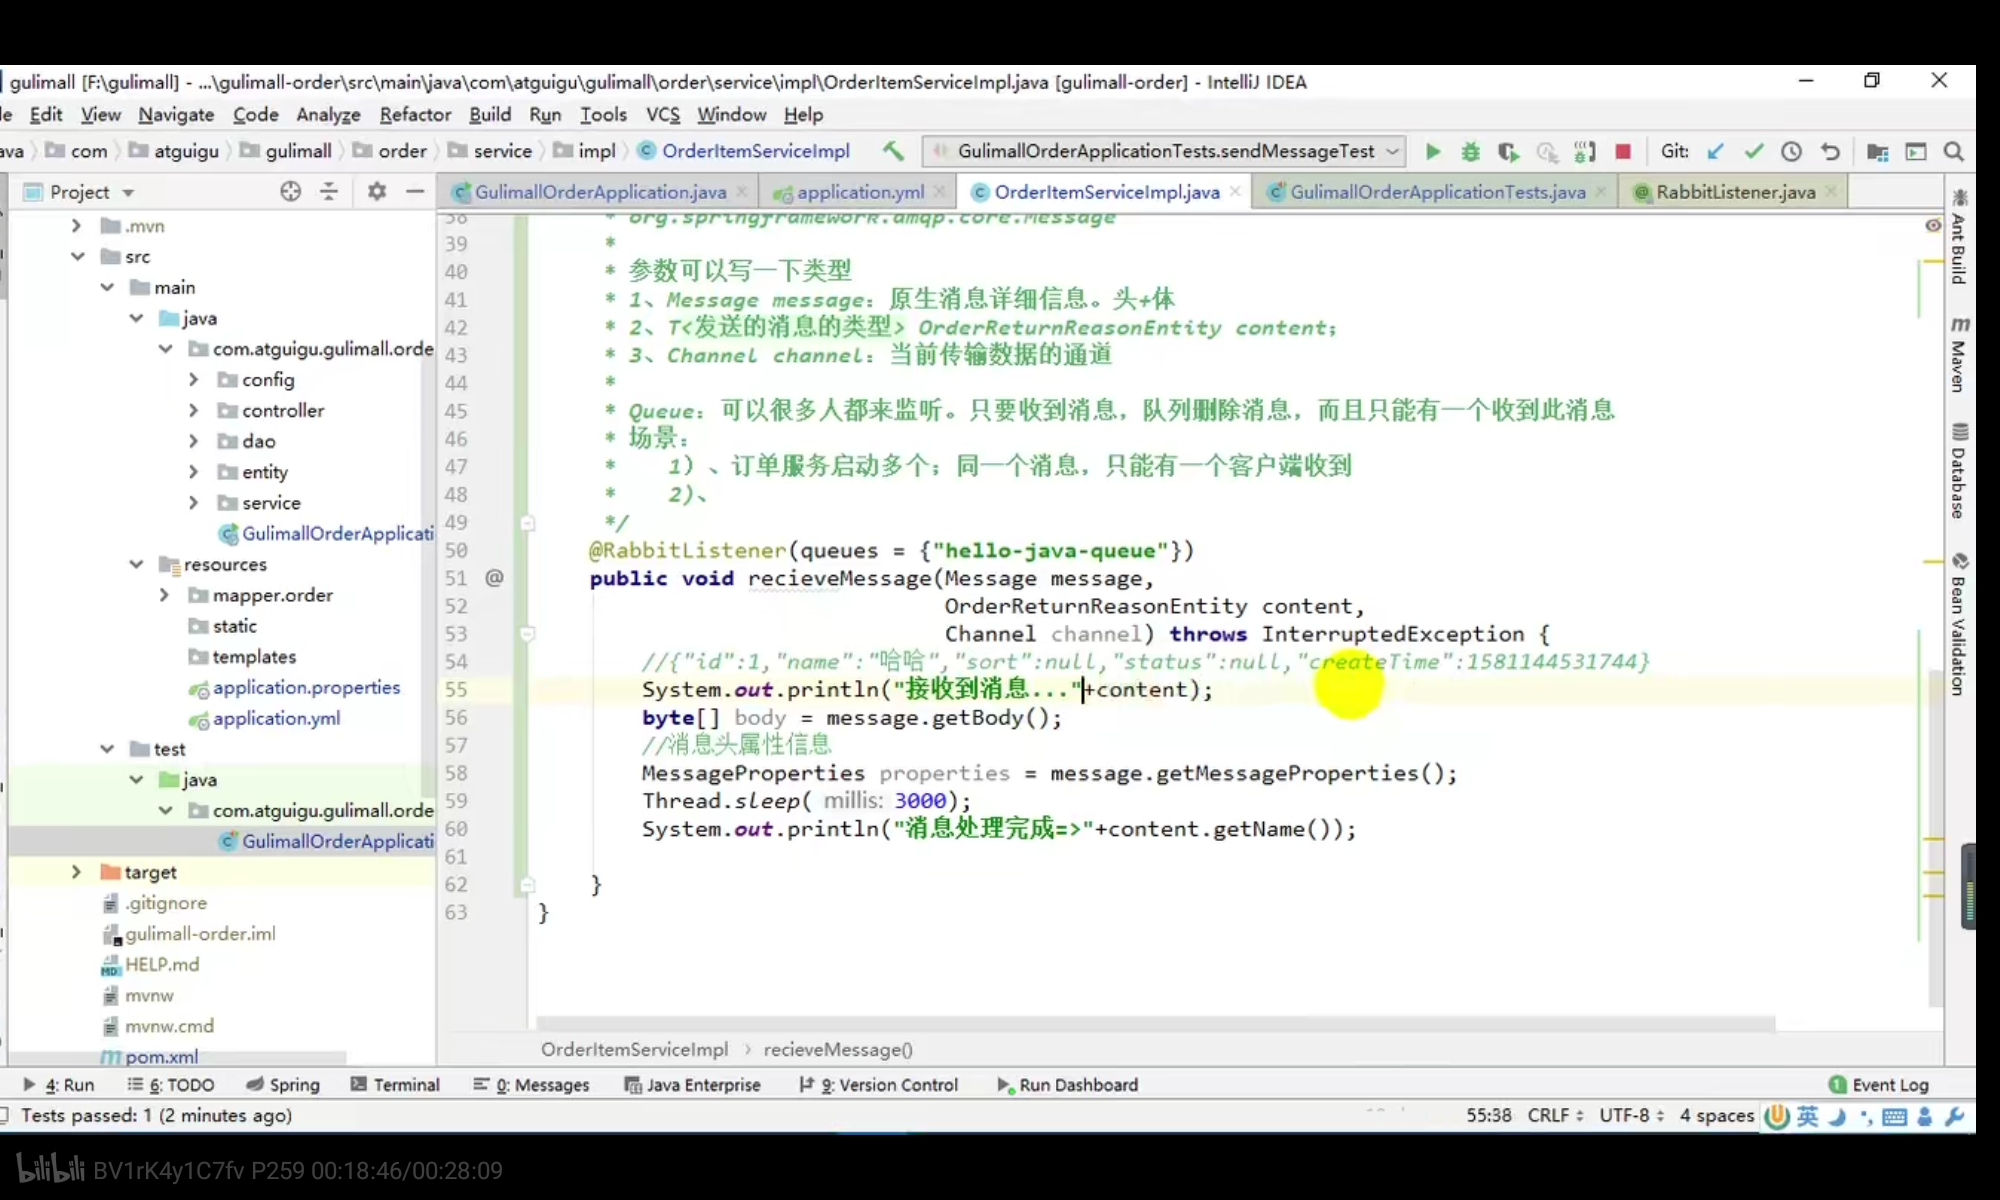 gulimall [F:\gulimall] - ...\gulimall-order\src\main\java\com\atguigu\gulimall\order\service\impl\OrderItemServiceImpl.java [gulimall-order] - IntelliJ IDEA
Edit View Navigate Code Analyze Refactor Build Run Tools VCS Window Help
com atguigu gulimall order service impl OrderItemServiceImpl GulimallOrderApplicationTests.sendMessageTest Git:
Project GulimallOrderApplication.java application.yml OrderItemServiceImpl.java GulimallOrderApplicationTests.java RabbitListener.java
.mvn
src
main
java
com.atguigu.gulimall.orde
config
controller
dao
entity
service
GulimallOrderApplicati
resources
mapper.order
static
templates
application.properties
application.yml
test
java
com.atguigu.gulimall.orde
GulimallOrderApplicati
target
.gitignore
gulimall-order.iml
HELP.md
mvnw
mvnw.cmd
pom.xml
38 * org.springframework.amqp.core.Message
39 *
40 * 参数可以写一下类型
41 * 1、Message message：原生消息详细信息。头+体
42 * 2、T<发送的消息的类型> OrderReturnReasonEntity content；
43 * 3、Channel channel：当前传输数据的通道
44 *
45 * Queue：可以很多人都来监听。只要收到消息，队列删除消息，而且只能有一个收到此消息
46 * 场景：
47 * 1）、订单服务启动多个；同一个消息，只能有一个客户端收到
48 * 2)、
49 */
50 @RabbitListener(queues = {"hello-java-queue"})
51 @ public void recieveMessage(Message message,
52 OrderReturnReasonEntity content,
53 Channel channel) throws InterruptedException {
54 //{"id":1,"name":"哈哈","sort":null,"status":null,"createTime":1581144531744}
55 System.out.println("接收到消息..."+content);
56 byte[] body = message.getBody();
57 //消息头属性信息
58 MessageProperties properties = message.getMessageProperties();
59 Thread.sleep( millis: 3000);
60 System.out.println("消息处理完成=>"+content.getName());
61
62 }
63 }
OrderItemServiceImpl › recieveMessage()
Ant Build
Maven
Database
Bean Validation
4: Run 6: TODO Spring Terminal 0: Messages Java Enterprise 9: Version Control Run Dashboard 1 Event Log
Tests passed: 1 (2 minutes ago) 55:38 CRLF UTF-8 4 spaces 英
bilibili BV1rK4y1C7fv P259 00:18:46/00:28:09